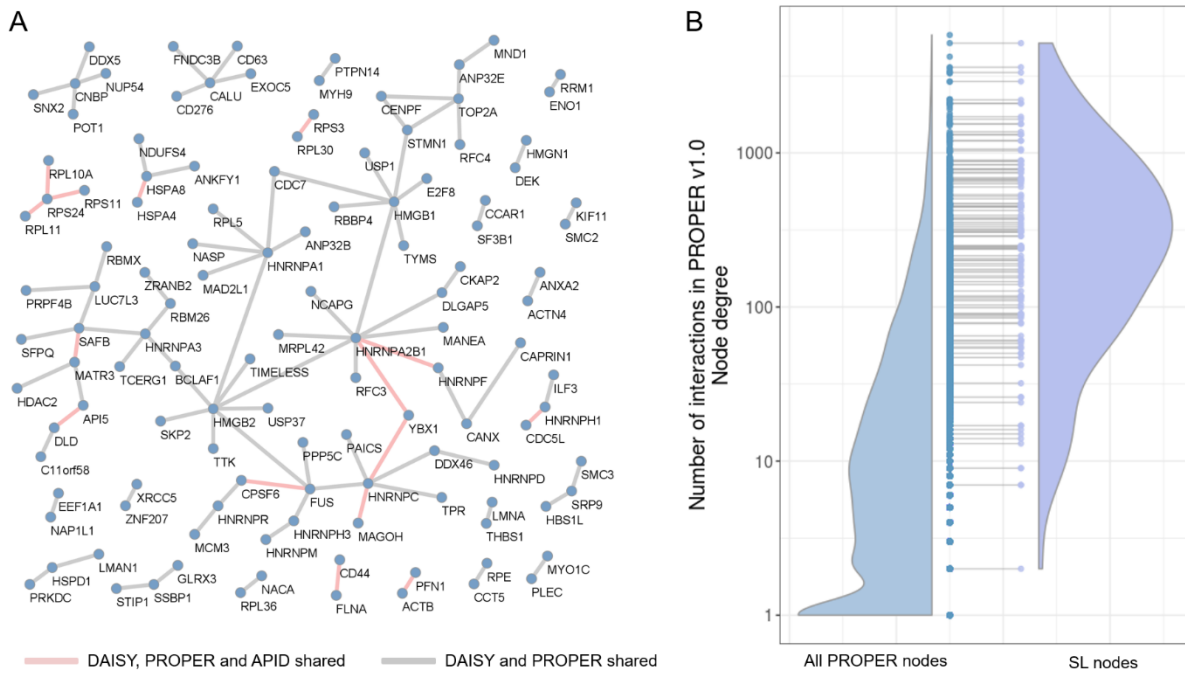 A
DDX5
FNDC3B
CD63
PTPN14
MND1
NUP54
EXOC5
ANP32E
RRM1
SNX2
CNBP
CALU
MYH9
CENPF
TOP2A
ENO1
CD276
POT1
RPS3
STMN1
NDUFS4
RPL30
USP1
RFC4
HMGN1
RPL10A
ANKFY1
CDC7
E2F8
DEK
HSPA8
RPS11
RBBP4
HMGB1
CCAR1
KIF11
RPS24
HSPA4
RPL5
RPL11
ANP32B
SF3B1
SMC2
NASP
TYMS
RBMX
HNRNPA1
ZRANB2
MAD2L1
CKAP2
ANXA2
PRPF4B
LUC7L3
NCAPG
DLGAP5
RBM26
ACTN4
MRPL42
MANEA
SFPQ
SAFB
HNRNPA3
HNRNPA2B1
CAPRIN1
TIMELESS
HNRNPF
MATR3
TCERG1
BCLAF1
RFC3
ILF3
HDAC2
API5
USP37
YBX1
HNRNPH1
SKP2
HMGB2
CANX
CDC5L
DLD
TTK
PPP5C
PAICS
C11orf58
DDX46
SMC3
HNRNPD
EEF1A1
XRCC5
CPSF6
HNRNPC
SRP9
FUS
TPR
LMNA
HBS1L
NAP1L1
ZNF207
HNRNPR
HNRNPH3
MAGOH
THBS1
MCM3
HNRNPM
LMAN1
CD44
MYO1C
HSPD1
GLRX3
PFN1
RPE
NACA
PRKDC
SSBP1
CCT5
PLEC
STIP1
RPL36
FLNA
ACTB
DAISY, PROPER and APID shared
DAISY and PROPER shared
B
Number of interactions in PROPER v1.0
Node degree
1000
100
10
1
All PROPER nodes
SL nodes